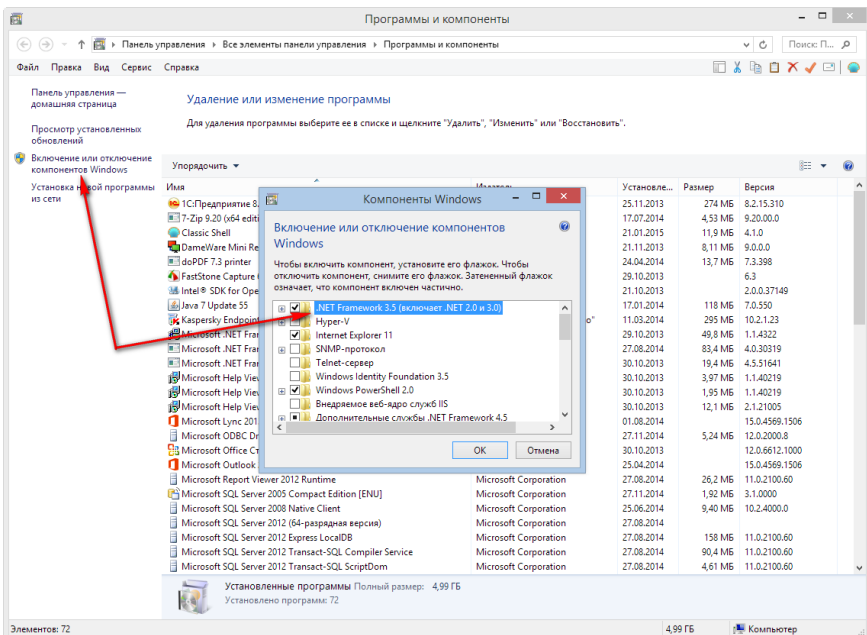 Программы и компоненты
Панель управления Все элементы панели управления Программы и компоненты
Поиск: П...
Файл Правка Вид Сервис Справка
Панель управления —
домашняя страница
Просмотр установленных
обновлений
Включение или отключение
компонентов Windows
Установка новой программы
из сети
Удаление или изменение программы
Для удаления программы выберите ее в списке и щелкните "Удалить", "Изменить" или "Восстановить".
Упорядочить
Имя Установле... Размер Версия
1С:Предприятие 8. 25.11.2013 274 МБ 8.2.15.310
7-Zip 9.20 (x64 editi 17.07.2014 4,53 МБ 9.20.00.0
Classic Shell 21.01.2015 11,9 МБ 4.1.0
DameWare Mini Re 21.11.2013 8,11 МБ 9.0.0.0
doPDF 7.3 printer 24.04.2014 13,7 МБ 7.3.398
FastStone Capture 29.10.2013 6.3
Intel® SDK for Ope 21.10.2013 2.0.0.37149
Java 7 Update 55 17.01.2014 118 МБ 7.0.550
Kaspersky Endpoint 11.03.2014 295 МБ 10.2.1.23
Microsoft .NET Fra 29.10.2013 49,8 МБ 1.1.4322
Microsoft .NET Fra 27.08.2014 83,4 МБ 4.0.30319
Microsoft .NET Fra 30.10.2013 19,4 МБ 4.5.51641
Microsoft Help Vie 30.10.2013 3,97 МБ 1.1.40219
Microsoft Help Vie 30.10.2013 1,95 МБ 1.1.40219
Microsoft Help Vie 30.10.2013 12,1 МБ 2.1.21005
Microsoft Lync 201 01.08.2014 15.0.4569.1506
Microsoft ODBC Dr 27.11.2014 5,24 МБ 12.0.2000.8
Microsoft Office Ст 30.10.2013 12.0.6612.1000
Microsoft Outlook 25.04.2014 15.0.4569.1506
Microsoft Report Viewer 2012 Runtime Microsoft Corporation 27.08.2014 26,2 МБ 11.0.2100.60
Microsoft SQL Server 2005 Compact Edition [ENU] Microsoft Corporation 27.11.2014 1,92 МБ 3.1.0000
Microsoft SQL Server 2008 Native Client Microsoft Corporation 25.06.2014 9,40 МБ 10.2.4000.0
Microsoft SQL Server 2012 (64-разрядная версия) Microsoft Corporation 27.08.2014
Microsoft SQL Server 2012 Express LocalDB Microsoft Corporation 27.08.2014 158 МБ 11.0.2100.60
Microsoft SQL Server 2012 Transact-SQL Compiler Service Microsoft Corporation 27.08.2014 90,4 МБ 11.0.2100.60
Microsoft SQL Server 2012 Transact-SQL ScriptDom Microsoft Corporation 27.08.2014 4,61 МБ 11.0.2100.60
Компоненты Windows
Включение или отключение компонентов
Windows
Чтобы включить компонент, установите его флажок. Чтобы
отключить компонент, снимите его флажок. Затененный флажок
означает, что компонент включен частично.
.NET Framework 3.5 (включает .NET 2.0 и 3.0)
Hyper-V
Internet Explorer 11
SNMP-протокол
Telnet-сервер
Windows Identity Foundation 3.5
Windows PowerShell 2.0
Внедряемое веб-ядро служб IIS
Дополнительные службы .NET Framework 4.5
ОК Отмена
Установленные программы Полный размер: 4,99 ГБ
Установлено программ: 72
Элементов: 72 4,99 ГБ Компьютер